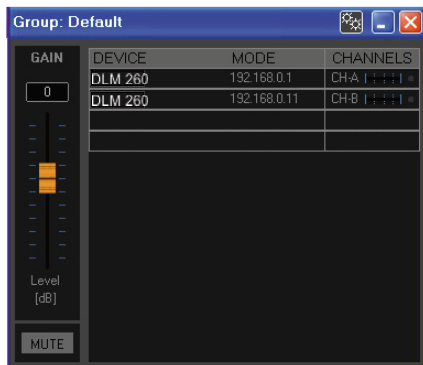 Group: Default
GAIN
0
Level
[dB]
MUTE
DEVICE MODE CHANNELS
DLM 260 192.168.0.1 CH-A
DLM 260 192.168.0.11 CH-B